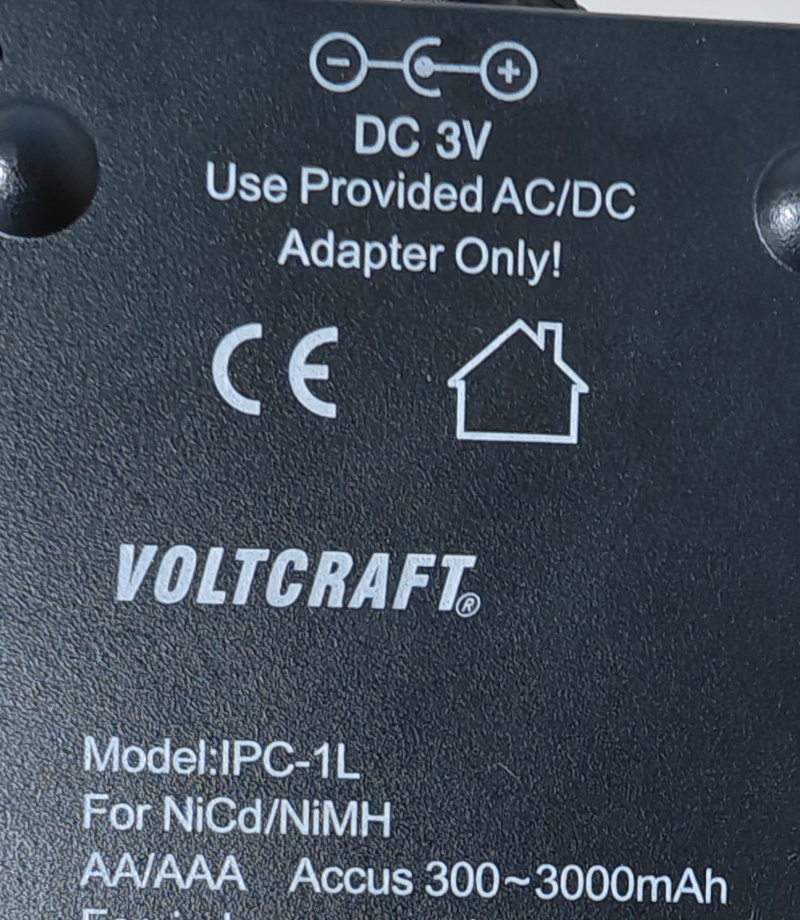 DC 3V
Use Provided AC/DC
Adapter Only!
CE
VOLTCRAFT®
Model:IPC-1L
For NiCd/NiMH
AA/AAA Accus 300~3000mAh